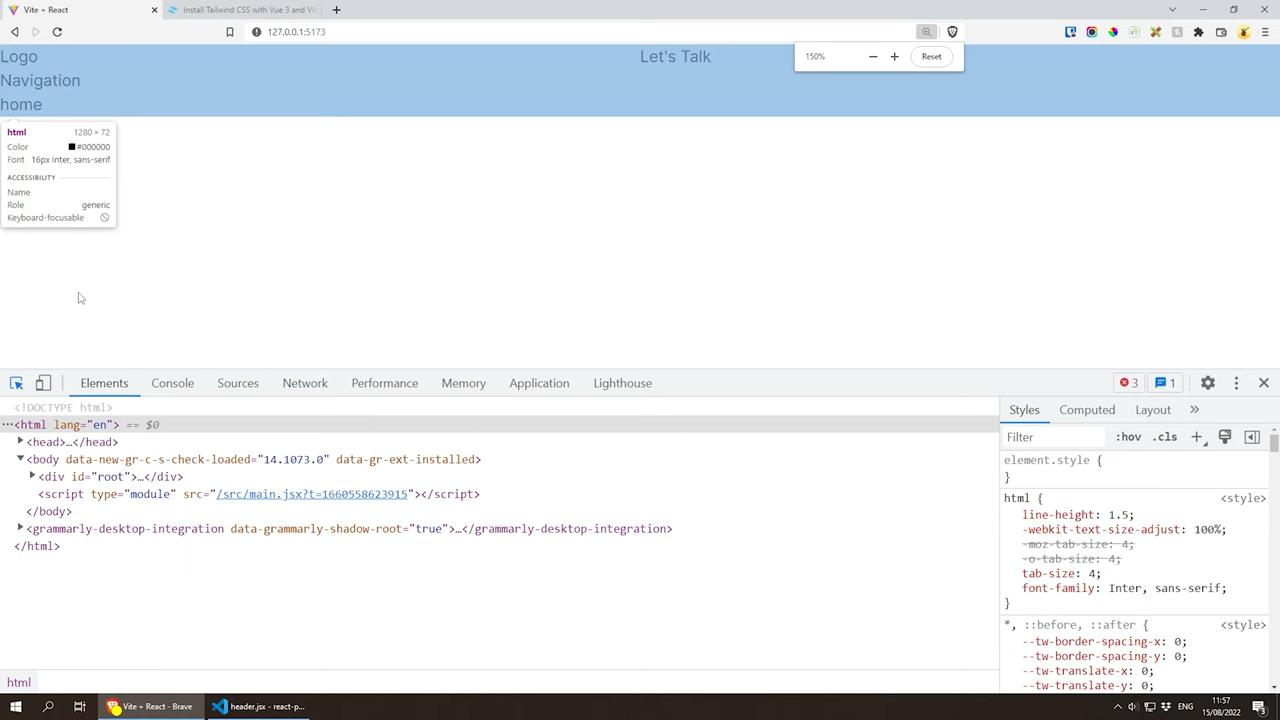 Vite + React
Install Tailwind CSS with Vue 3 and Vit
127.0.0.1:5173
150%
Reset
Logo
Let's Talk
Navigation
home
html 1280 × 72
Color #000000
Font 16px Inter, sans-serif
ACCESSIBILITY
Name
Role generic
Keyboard-focusable
Elements Console Sources Network Performance Memory Application Lighthouse 3 1
<!DOCTYPE html>
<html lang="en"> == $0
<head>…</head>
<body data-new-gr-c-s-check-loaded="14.1073.0" data-gr-ext-installed>
<div id="root">…</div>
<script type="module" src="/src/main.jsx?t=1660558623915"></script>
</body>
<grammarly-desktop-integration data-grammarly-shadow-root="true">…</grammarly-desktop-integration>
</html>
html
Styles Computed Layout
Filter :hov .cls
element.style {
}
html { <style>
line-height: 1.5;
-webkit-text-size-adjust: 100%;
-moz-tab-size: 4;
-o-tab-size: 4;
tab-size: 4;
font-family: Inter, sans-serif;
}
*, ::before, ::after { <style>
--tw-border-spacing-x: 0;
--tw-border-spacing-y: 0;
--tw-translate-x: 0;
--tw-translate-y: 0;
Vite + React - Brave
header.jsx - react-p...
ENG
11:57
15/08/2022
3